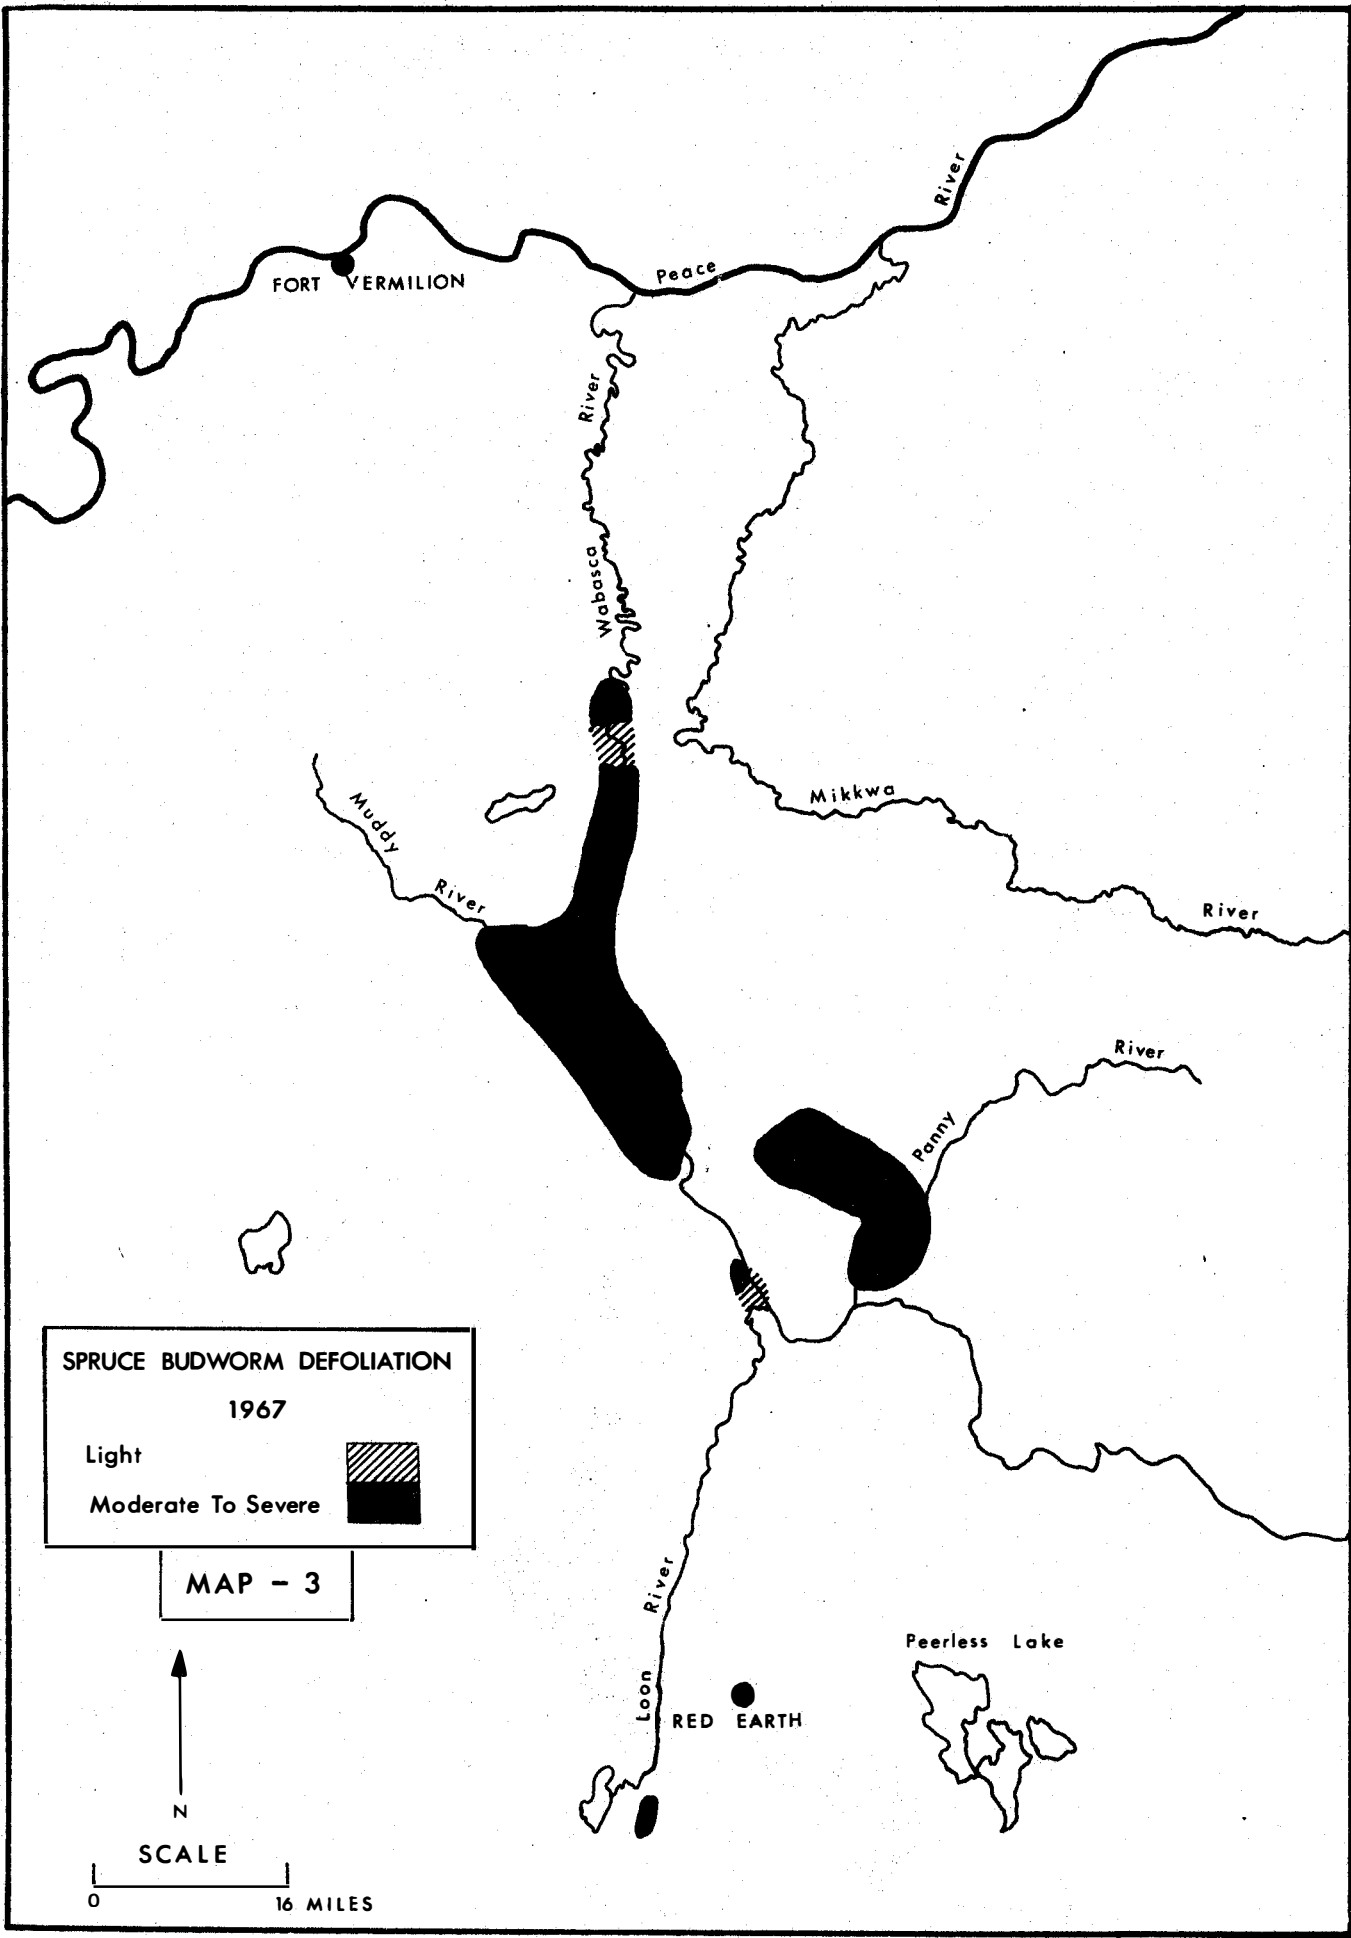 River
Peace
FORT VERMILION
River
Wabasca
Mikkwa
Muddy
River
River
River
Panny
SPRUCE BUDWORM DEFOLIATION
1967
Light
Moderate To Severe
MAP - 3
River
Peerless Lake
Loon
RED EARTH
N
SCALE
0 16 MILES